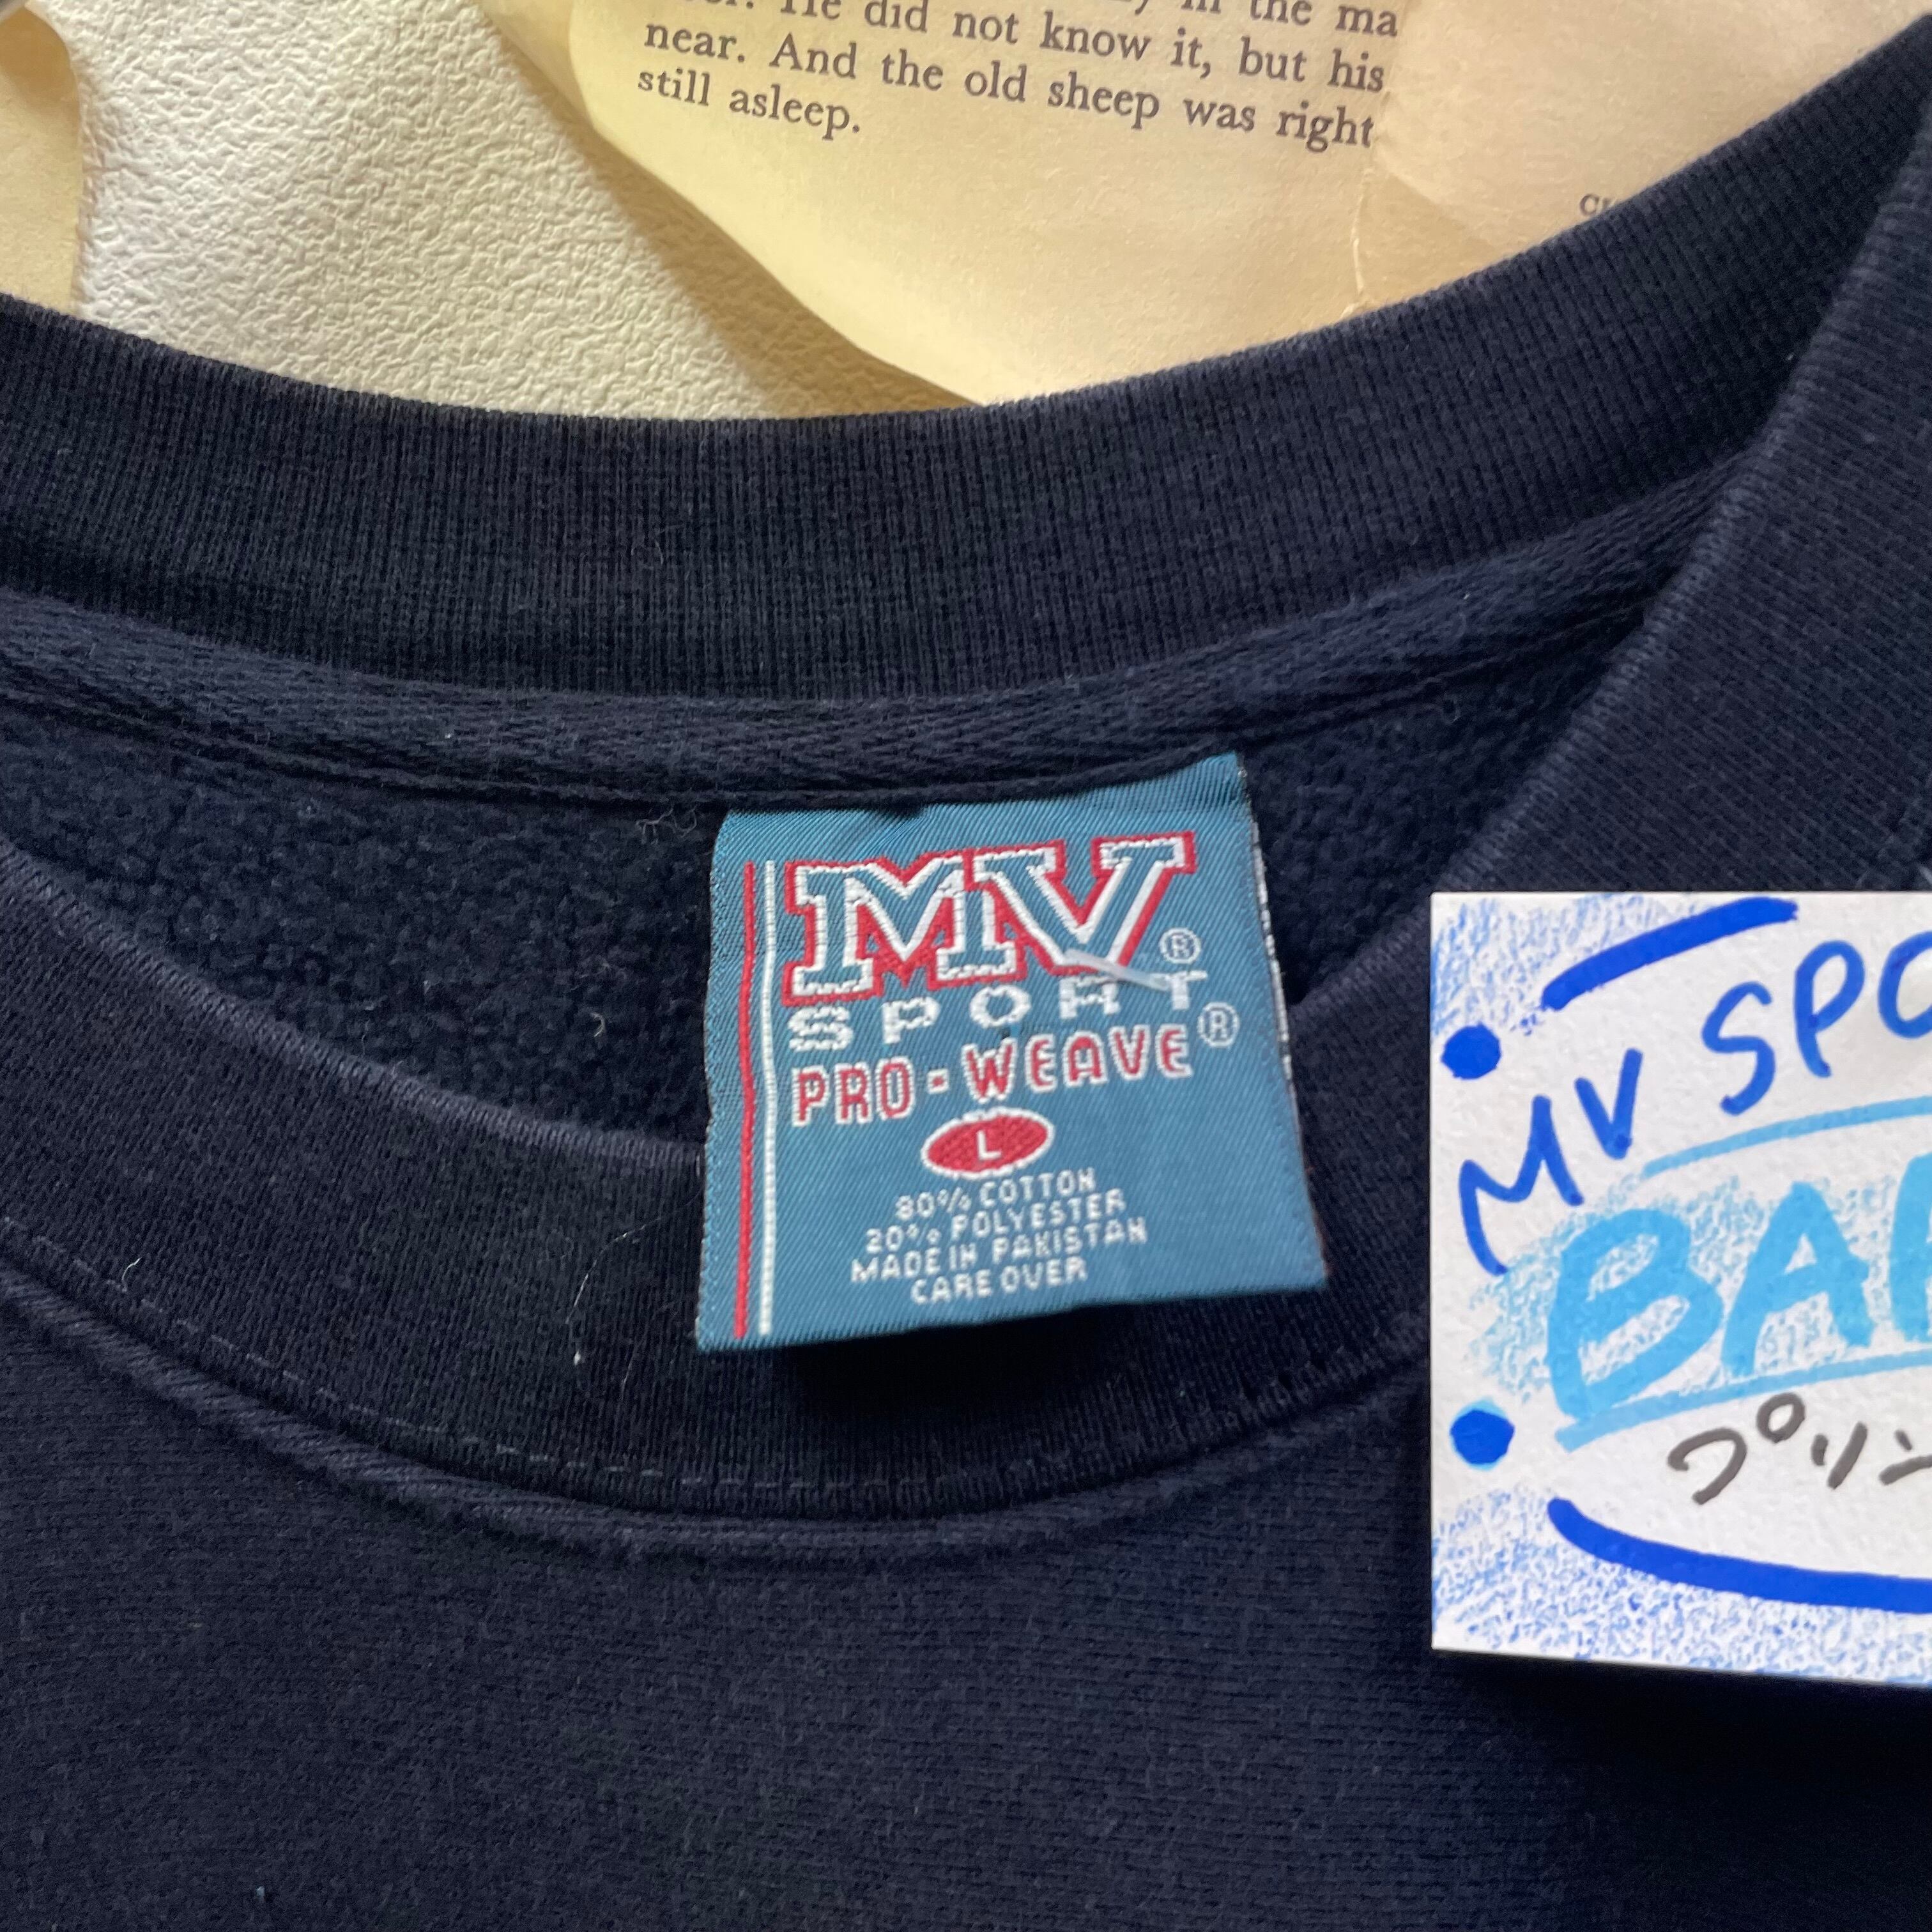 He did not know it, but his
near. And the old sheep was right
still asleep.
MV®
SPORT
PRO-WEAVE®
L
80% COTTON
20% POLYESTER
MADE IN PAKISTAN
CARE OVER
MV SPO
BA
プリン